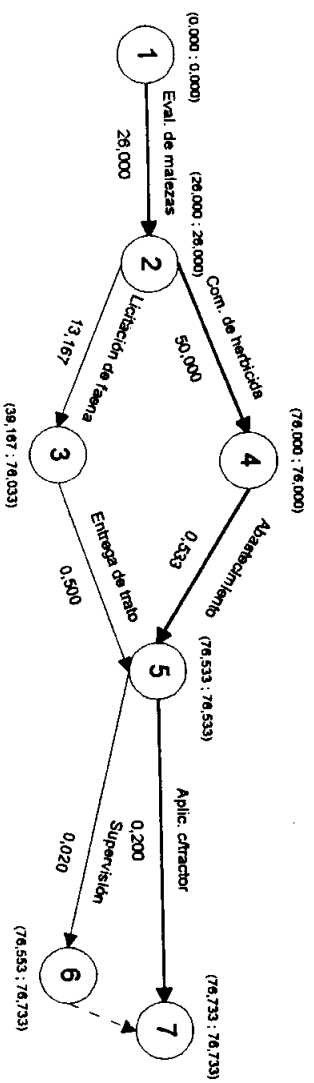 (0,000 : 0,000)
1
Eval. de malezas
26,000
(26,000 : 26,000)
2
Com. de herbicida
50,000
Licitación de faena
13,167
(76,000 : 76,000)
4
3
(39,167 : 76,033)
Abastecimiento
0,533
Entrega de trato
0,500
(76,533 : 76,533)
5
Aplic. c/tractor
0,200
Supervisión
0,020
(76,733 : 76,733)
7
6
(76,553 : 76,733)